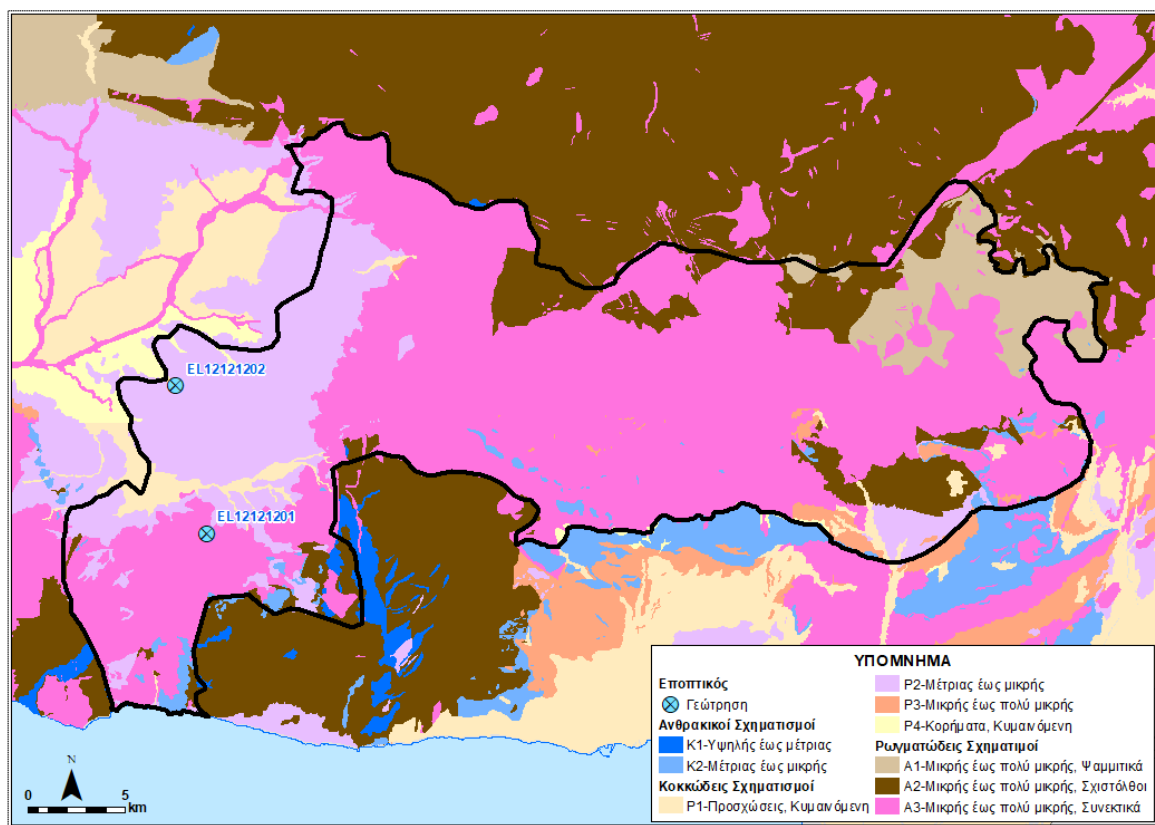 EL12121202
EL12121201
N
0 5
km
ΥΠΟΜΝΗΜΑ
Εποπτικός
Γεώτρηση
Ανθρακικοί Σχηματισμοί
Κ1-Υψηλής έως μέτριας
Κ2-Μέτριας έως μικρής
Κοκκώδεις Σχηματισμοί
Ρ1-Προσχώσεις, Κυμαινόμενη
Ρ2-Μέτριας έως μικρής
Ρ3-Μικρής έως πολύ μικρής
Ρ4-Κορήματα, Κυμαινόμενη
Ρωγματώδεις Σχηματιμοί
Α1-Μικρής έως πολύ μικρής, Ψαμμιτικά
Α2-Μικρής έως πολύ μικρής, Σχιστόλθοι
Α3-Μικρής έως πολύ μικρής, Συνεκτικά